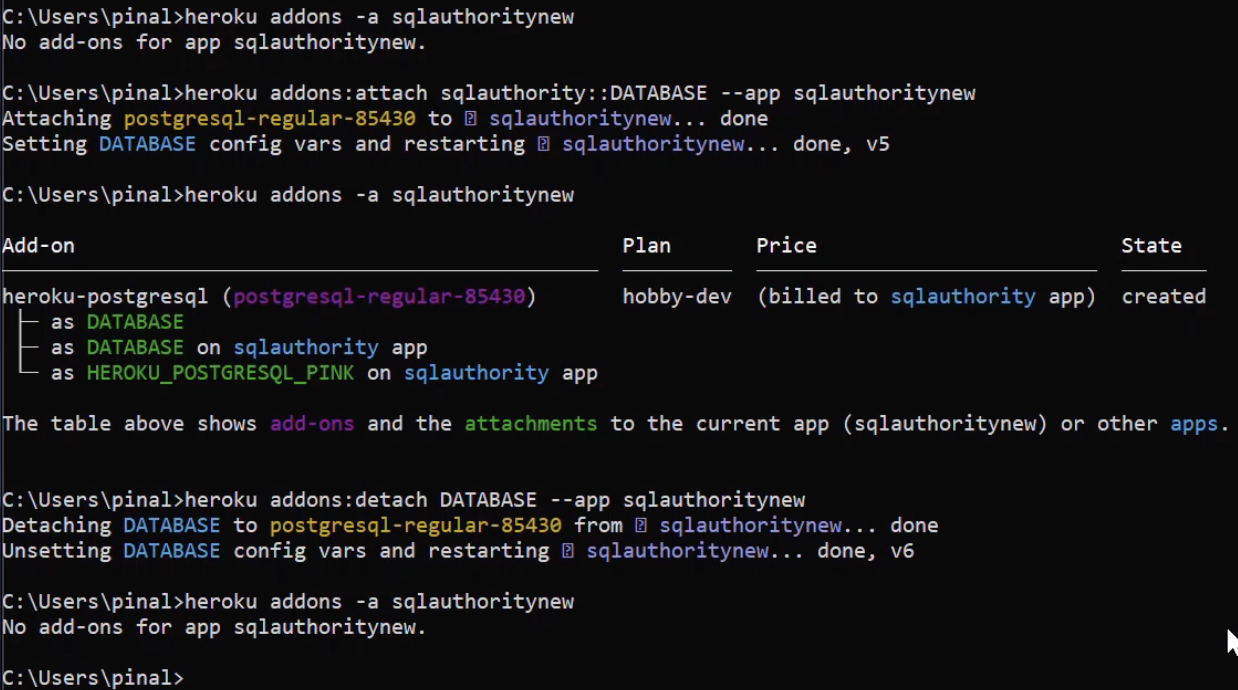 C:\Users\pinal>heroku addons -a sqlauthoritynew
No add-ons for app sqlauthoritynew.
C:\Users\pinal>heroku addons:attach sqlauthority::DATABASE --app sqlauthoritynew
Attaching postgresql-regular-85430 to ⍰ sqlauthoritynew... done
Setting DATABASE config vars and restarting ⍰ sqlauthoritynew... done, v5
C:\Users\pinal>heroku addons -a sqlauthoritynew
Add-on Plan Price State
heroku-postgresql (postgresql-regular-85430) hobby-dev (billed to sqlauthority app) created
├─ as DATABASE
├─ as DATABASE on sqlauthority app
└─ as HEROKU_POSTGRESQL_PINK on sqlauthority app
The table above shows add-ons and the attachments to the current app (sqlauthoritynew) or other apps.
C:\Users\pinal>heroku addons:detach DATABASE --app sqlauthoritynew
Detaching DATABASE to postgresql-regular-85430 from ⍰ sqlauthoritynew... done
Unsetting DATABASE config vars and restarting ⍰ sqlauthoritynew... done, v6
C:\Users\pinal>heroku addons -a sqlauthoritynew
No add-ons for app sqlauthoritynew.
C:\Users\pinal>